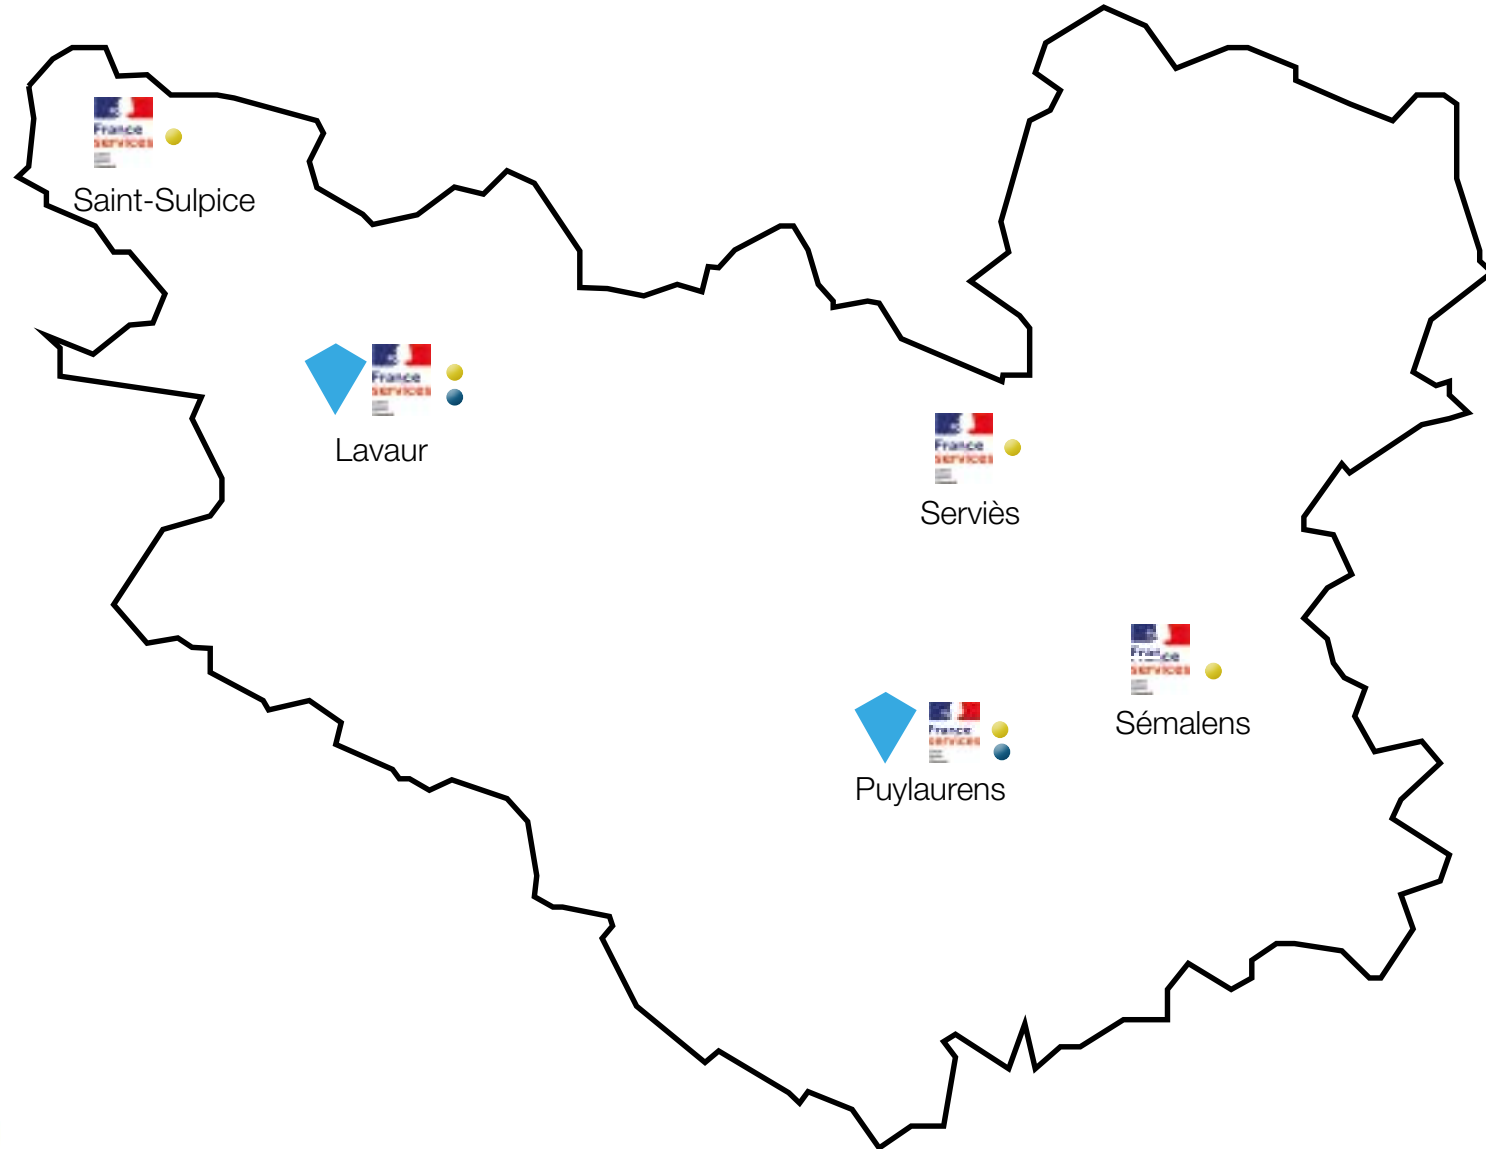 France
services
Saint-Sulpice
France
services
Lavaur
France
services
Serviès
France
services
Sémalens
France
services
Puylaurens